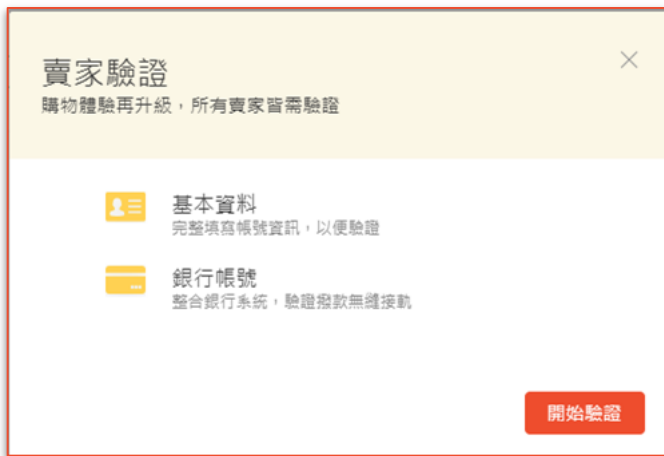 賣家驗證
購物體驗再升級，所有賣家皆需驗證
基本資料
完整填寫帳號資訊，以便驗證
銀行帳號
整合銀行系統，驗證撥款無縫接軌
開始驗證